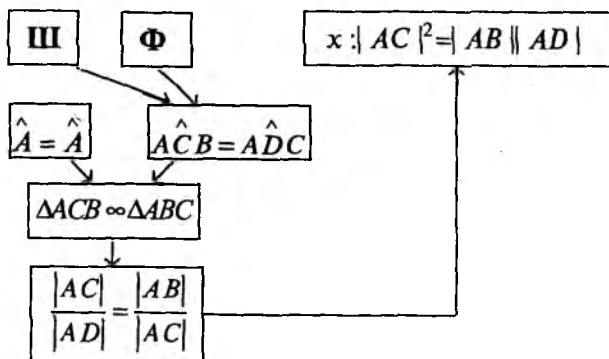 Ш Ф x :| AC |²=| AB || AD |
Â = Â AĈB = AD̂C
ΔACB∞ΔABC
|AC| / |AD| = |AB| / |AC|